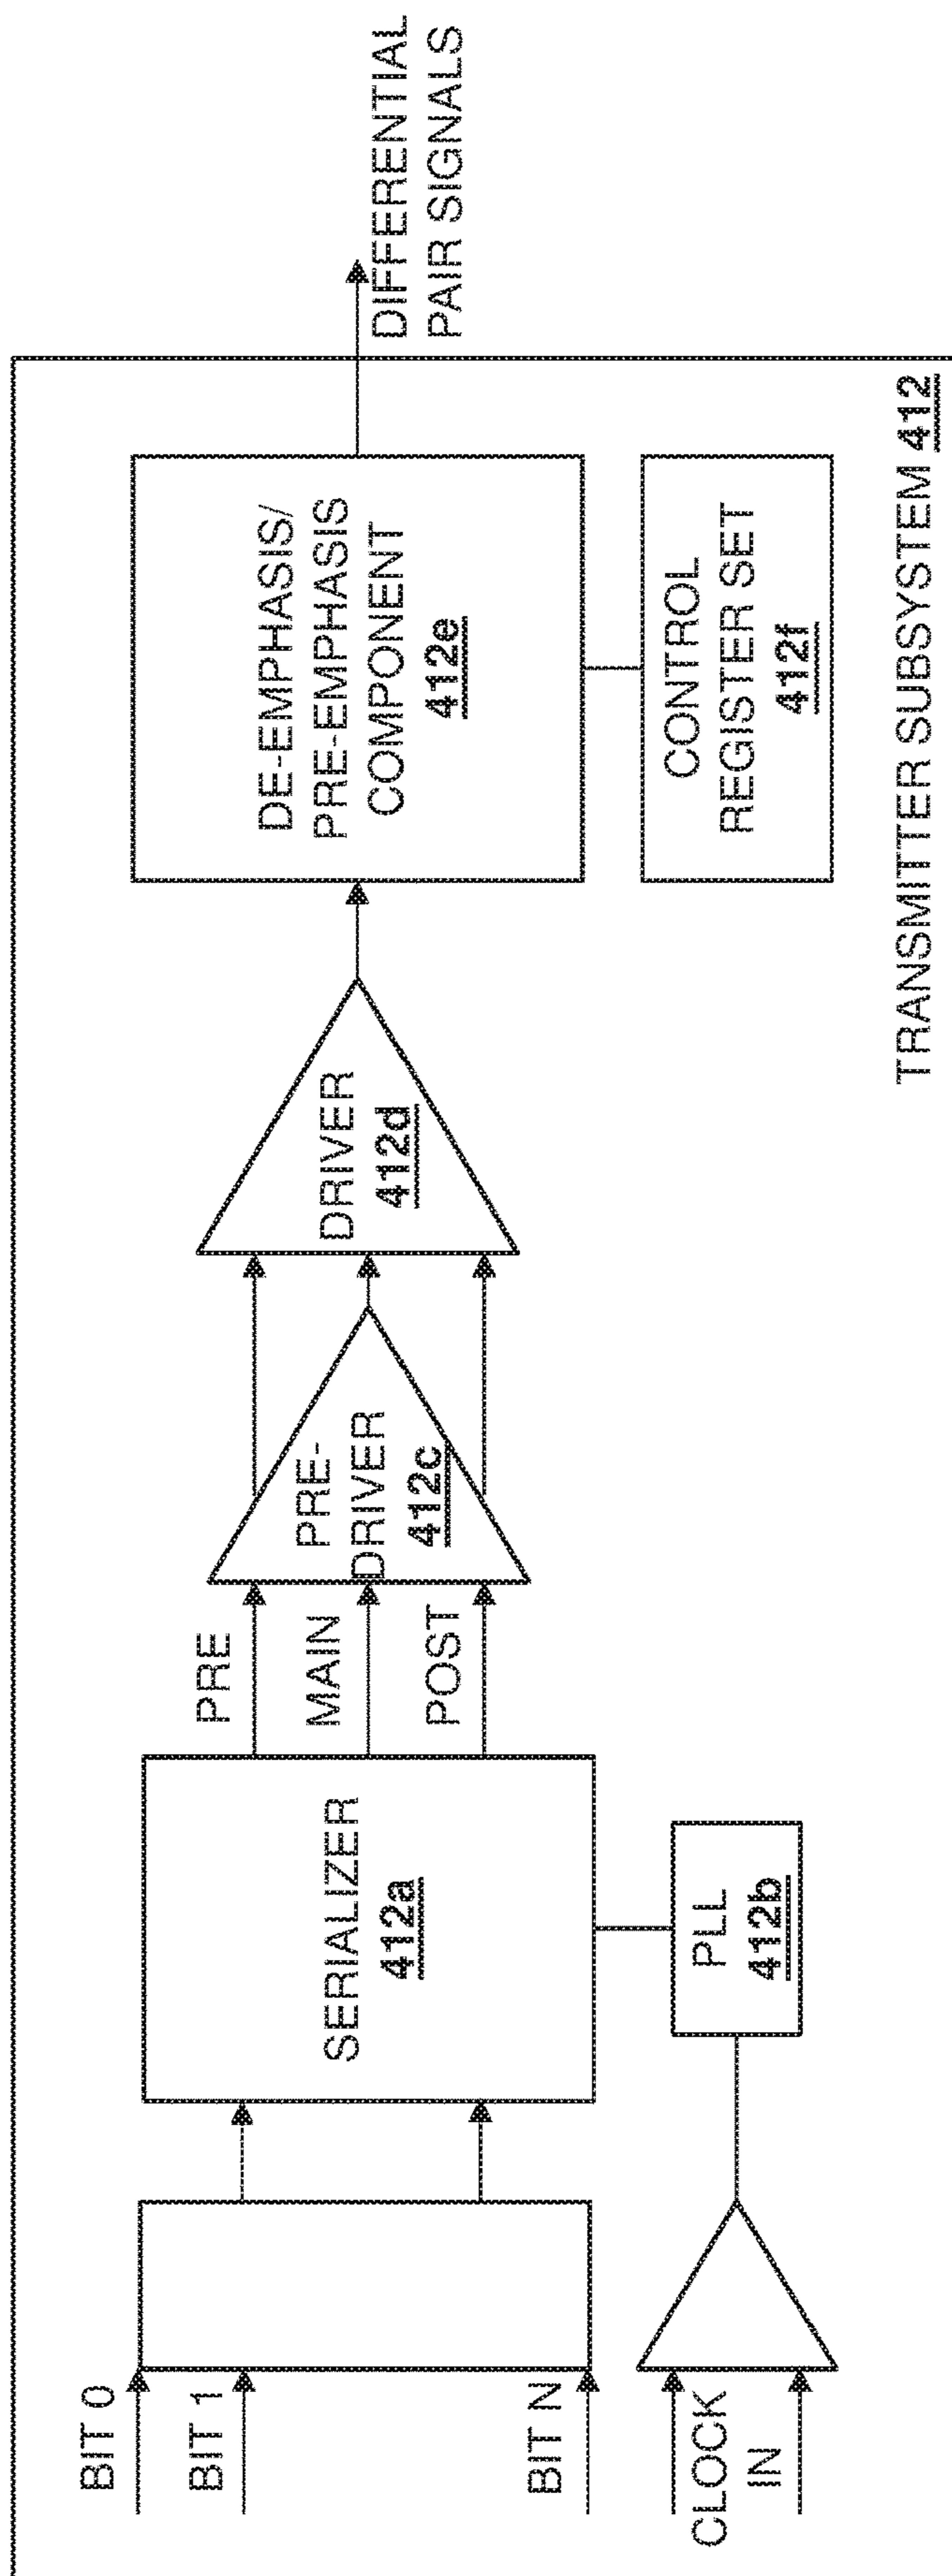 BIT 0
BIT 1
BIT N
CLOCK
IN
SERIALIZER
412a
PLL
412b
PRE
MAIN
POST
PRE-
DRIVER
412c
DRIVER
412d
DE-EMPHASIS/
PRE-EMPHASIS
COMPONENT
412e
CONTROL
REGISTER SET
412f
DIFFERENTIAL
PAIR SIGNALS
TRANSMITTER SUBSYSTEM 412